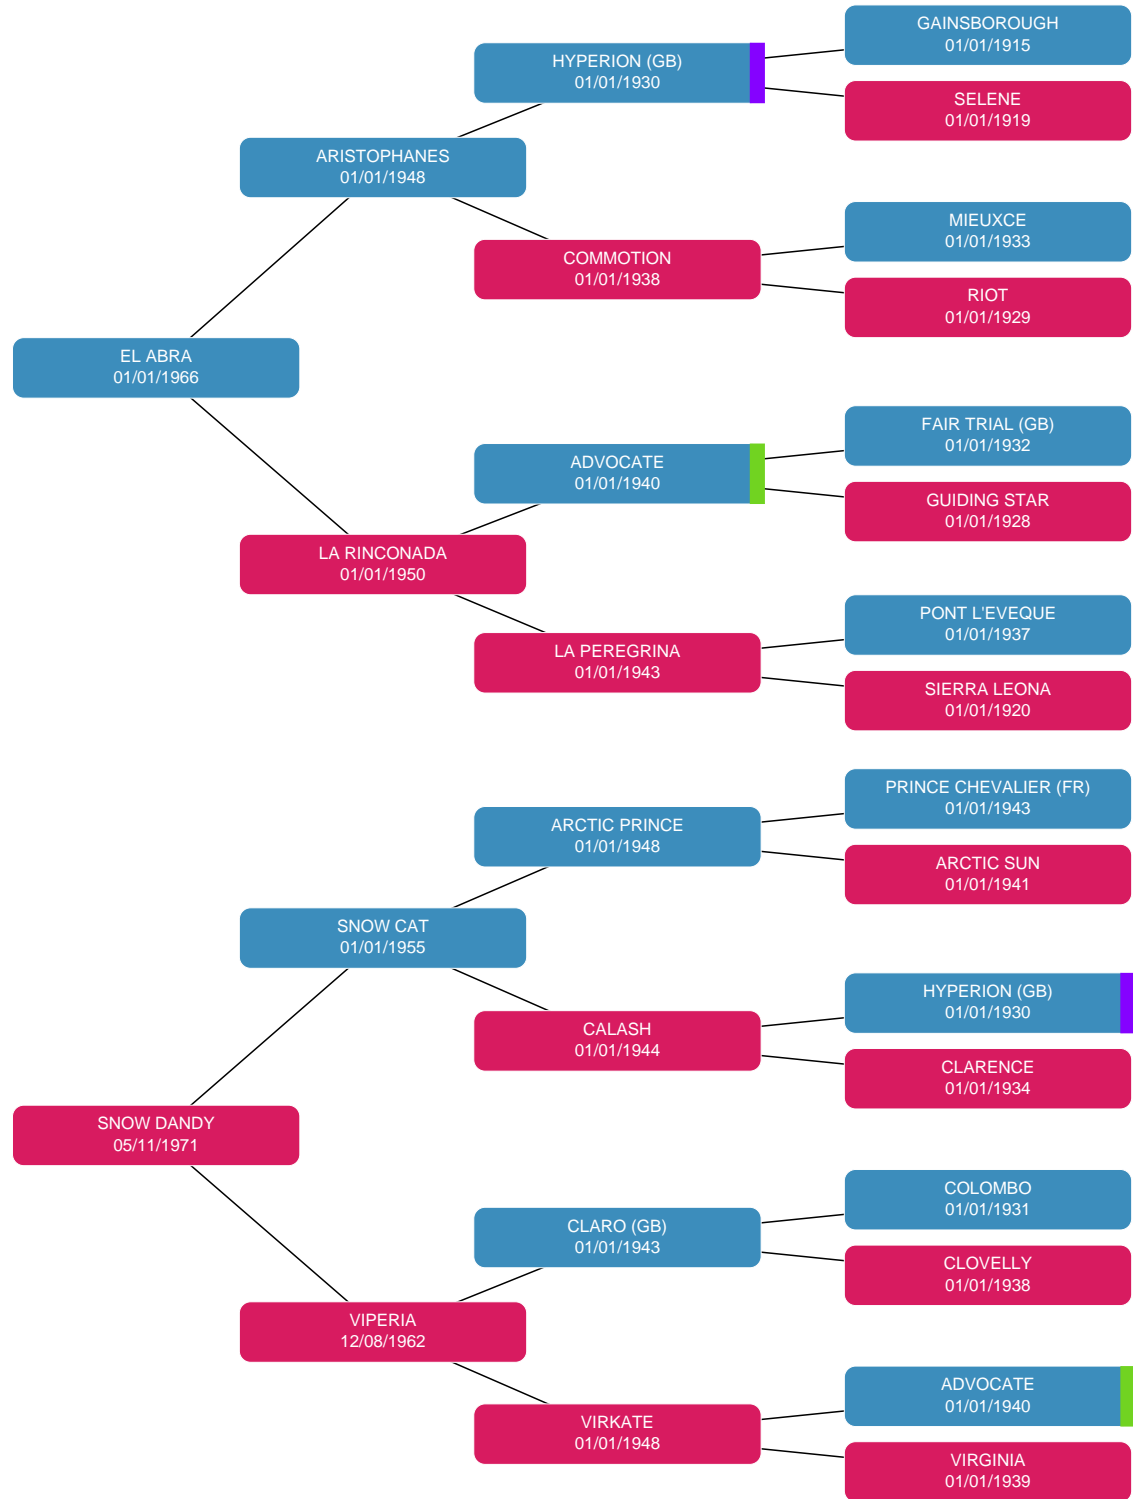 GAINSBOROUGH
01/01/1915
HYPERION (GB)
01/01/1930
SELENE
01/01/1919
ARISTOPHANES
01/01/1948
MIEUXCE
01/01/1933
COMMOTION
01/01/1938
RIOT
01/01/1929
EL ABRA
01/01/1966
FAIR TRIAL (GB)
01/01/1932
ADVOCATE
01/01/1940
GUIDING STAR
01/01/1928
LA RINCONADA
01/01/1950
PONT L'EVEQUE
01/01/1937
LA PEREGRINA
01/01/1943
SIERRA LEONA
01/01/1920
PRINCE CHEVALIER (FR)
01/01/1943
ARCTIC PRINCE
01/01/1948
ARCTIC SUN
01/01/1941
SNOW CAT
01/01/1955
HYPERION (GB)
01/01/1930
CALASH
01/01/1944
CLARENCE
01/01/1934
SNOW DANDY
05/11/1971
COLOMBO
01/01/1931
CLARO (GB)
01/01/1943
CLOVELLY
01/01/1938
VIPERIA
12/08/1962
ADVOCATE
01/01/1940
VIRKATE
01/01/1948
VIRGINIA
01/01/1939